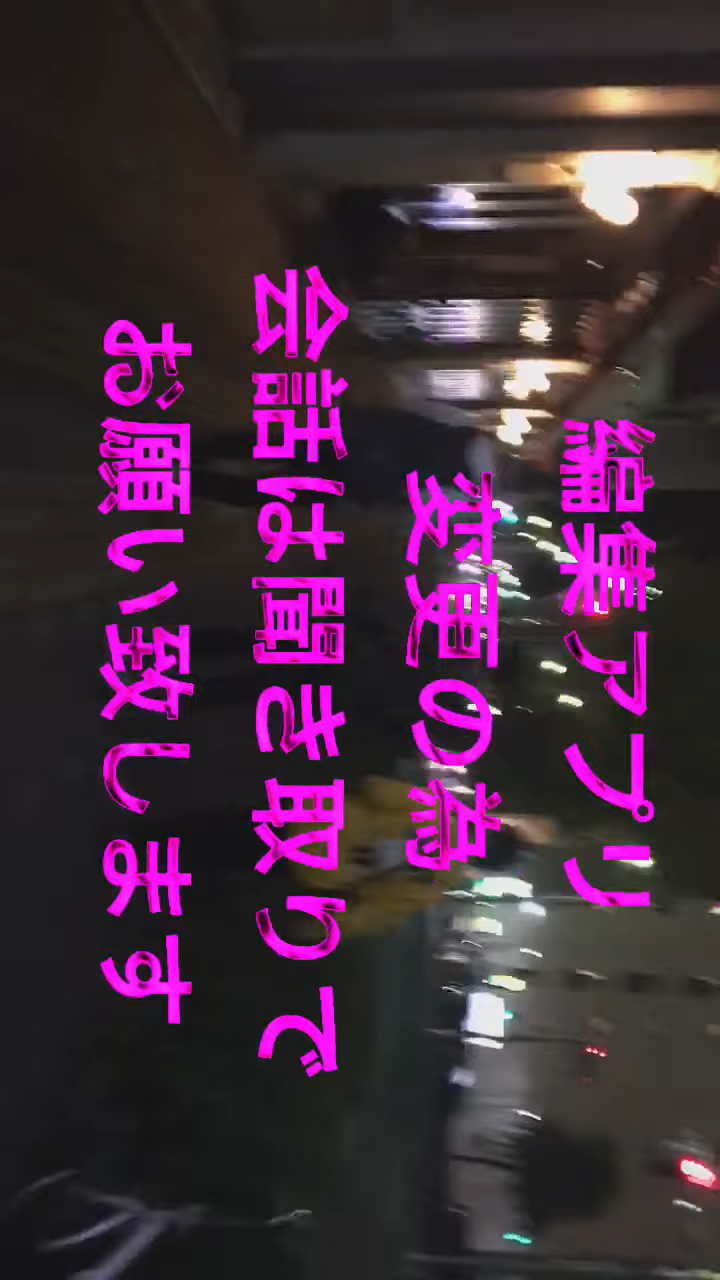 編集アプリ
変更の為
会話は聞き取りで
お願い致します